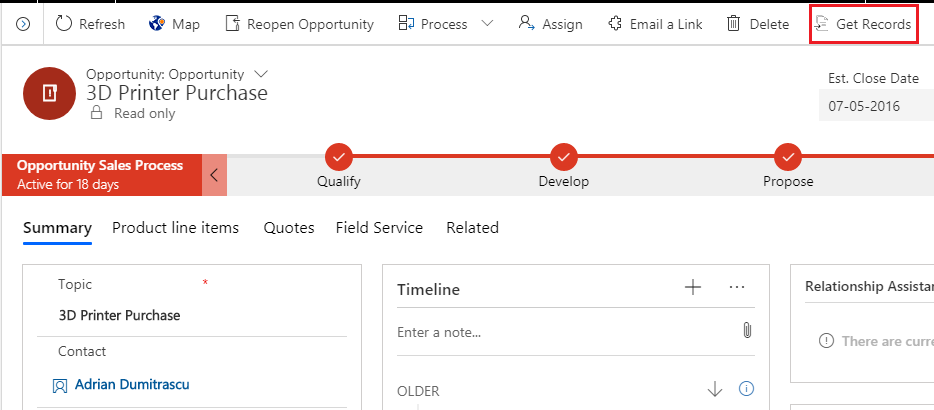 Refresh Map Reopen Opportunity Process Assign Email a Link Delete Get Records
Opportunity: Opportunity
3D Printer Purchase
Read only
Est. Close Date
07-05-2016
Opportunity Sales Process
Active for 18 days
Qualify Develop Propose
Summary Product line items Quotes Field Service Related
Topic *
3D Printer Purchase
Contact
Adrian Dumitrascu
Timeline
Enter a note...
OLDER
Relationship Assista
There are curre